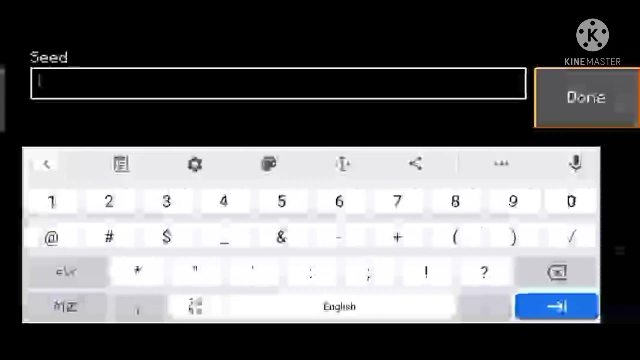 K
KINEMASTER
Seed
Done
1 2 3 4 5 6 7 8 9 0
@ # $ _ & - + ( ) /
* " ' : ; ! ?
, English